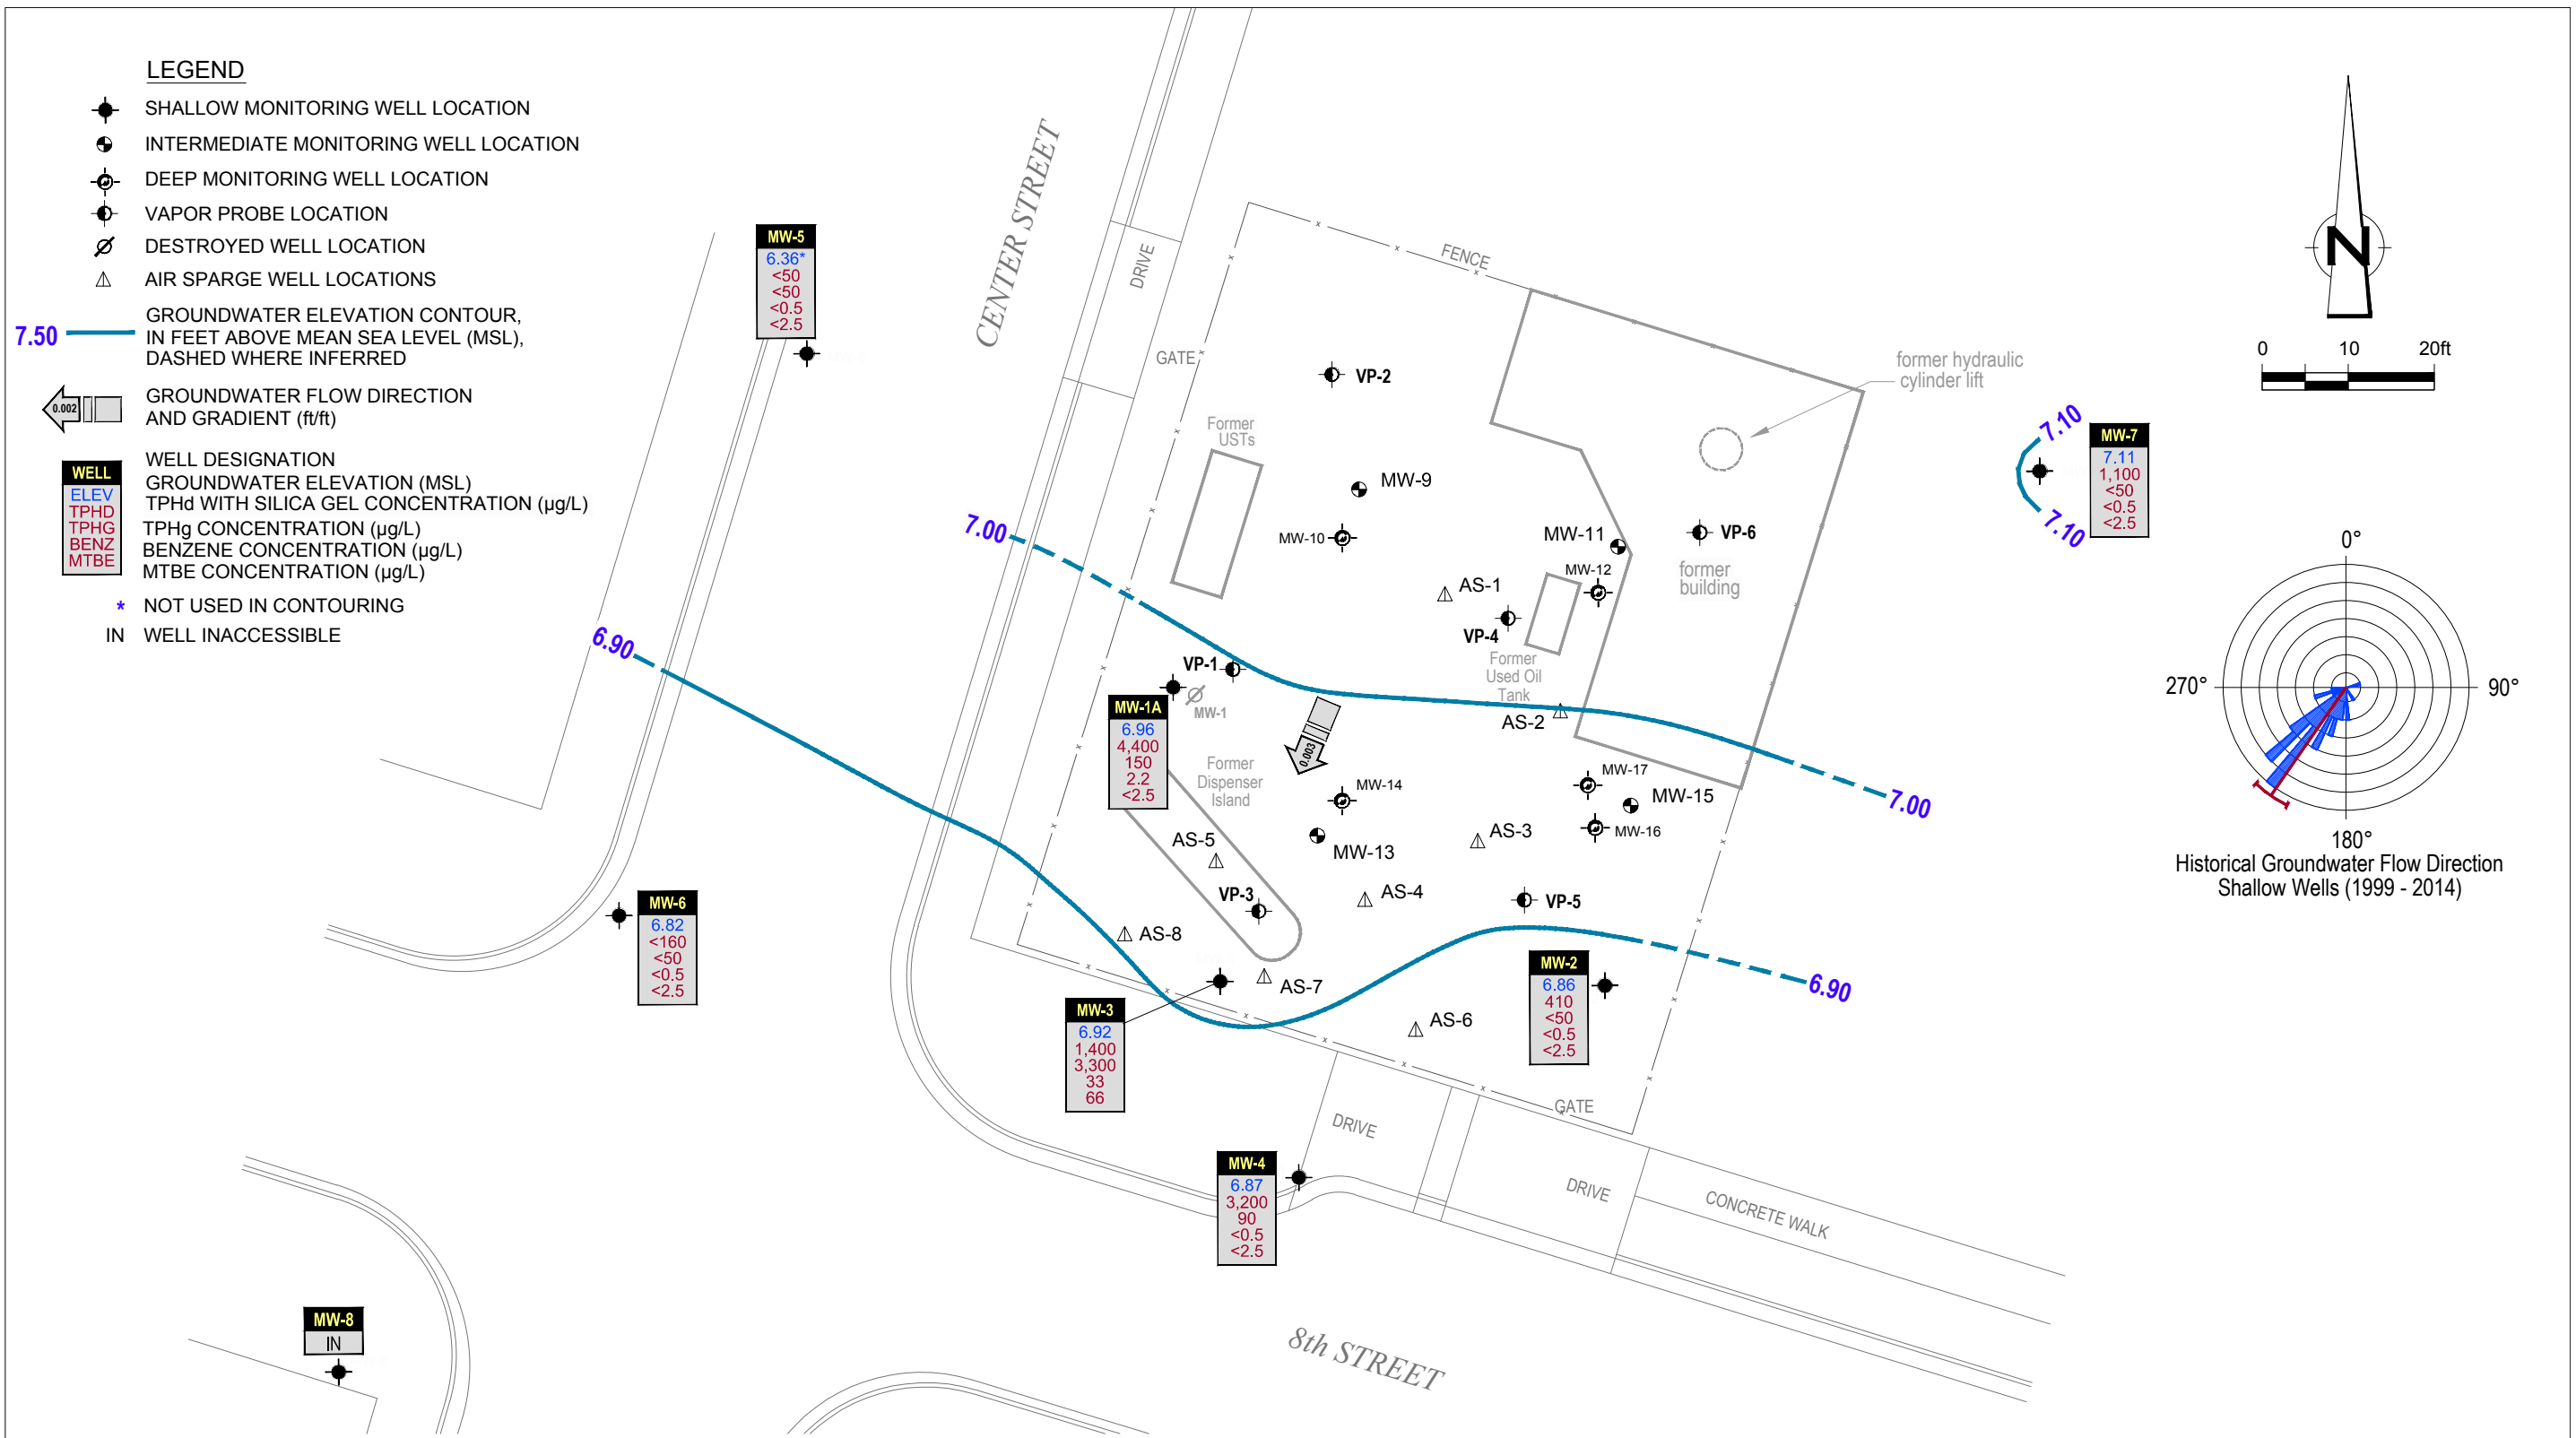 LEGEND
SHALLOW MONITORING WELL LOCATION
INTERMEDIATE MONITORING WELL LOCATION
DEEP MONITORING WELL LOCATION
VAPOR PROBE LOCATION
DESTROYED WELL LOCATION
AIR SPARGE WELL LOCATIONS
7.50
GROUNDWATER ELEVATION CONTOUR,
IN FEET ABOVE MEAN SEA LEVEL (MSL),
DASHED WHERE INFERRED
0.002
GROUNDWATER FLOW DIRECTION
AND GRADIENT (ft/ft)
WELL
ELEV
TPHD
TPHG
BENZ
MTBE
WELL DESIGNATION
GROUNDWATER ELEVATION (MSL)
TPHd WITH SILICA GEL CONCENTRATION (µg/L)
TPHg CONCENTRATION (µg/L)
BENZENE CONCENTRATION (µg/L)
MTBE CONCENTRATION (µg/L)
* NOT USED IN CONTOURING
IN WELL INACCESSIBLE
MW-5
6.36*
<50
<50
<0.5
<2.5
CENTER STREET
DRIVE
GATE
FENCE
VP-2
Former
USTs
MW-9
MW-10
MW-11
MW-12
AS-1
VP-4
Former
Used Oil
Tank
VP-6
former
building
former hydraulic
cylinder lift
N
0 10 20ft
7.10
7.10
MW-7
7.11
1,100
<50
<0.5
<2.5
0°
90°
180°
270°
Historical Groundwater Flow Direction
Shallow Wells (1999 - 2014)
7.00
7.00
6.90
6.90
VP-1
MW-1
MW-1A
6.96
4,400
150
2.2
<2.5
Former
Dispenser
Island
0.003
AS-2
MW-14
MW-13
MW-17
MW-15
MW-16
AS-3
AS-4
AS-5
VP-3
VP-5
AS-8
AS-7
AS-6
MW-6
6.82
<160
<50
<0.5
<2.5
MW-3
6.92
1,400
3,300
33
66
MW-2
6.86
410
<50
<0.5
<2.5
GATE
DRIVE
DRIVE
CONCRETE WALK
MW-4
6.87
3,200
90
<0.5
<2.5
8th STREET
MW-8
IN